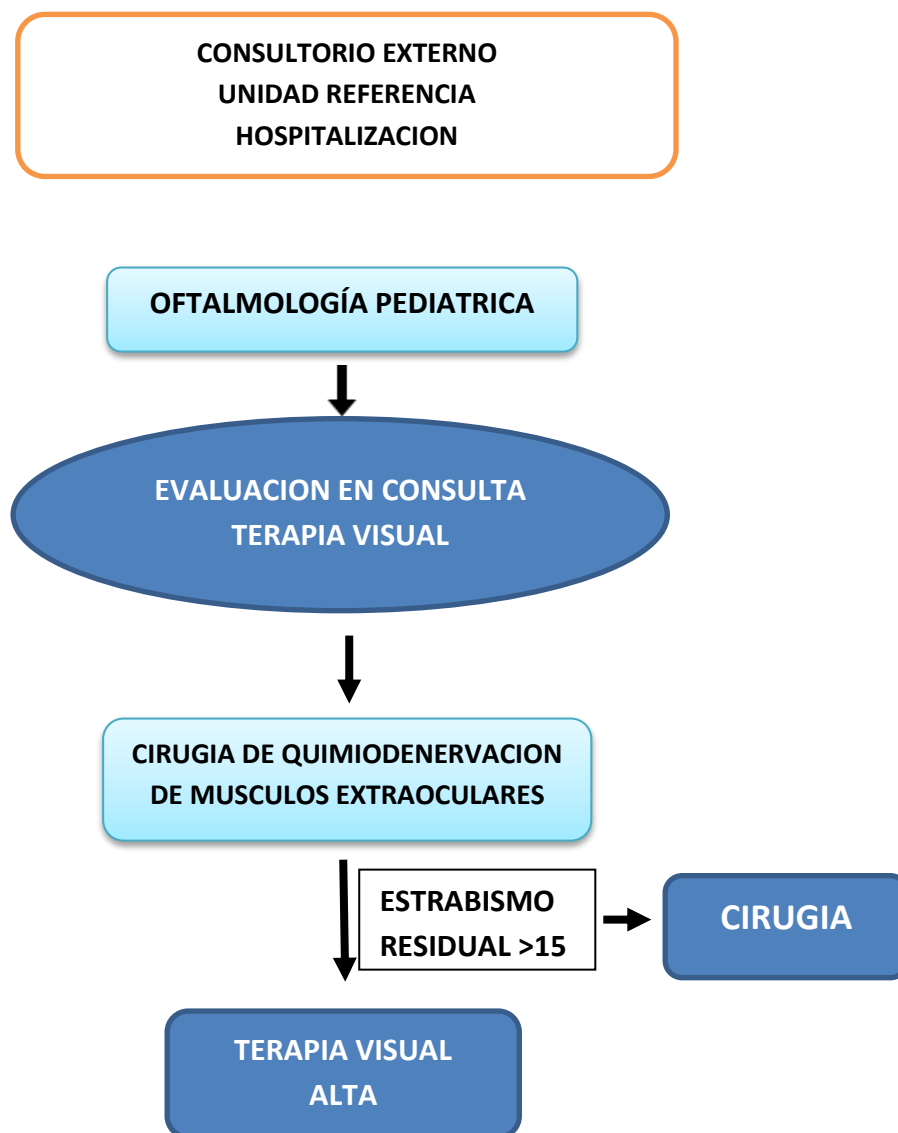 CONSULTORIO EXTERNO
UNIDAD REFERENCIA
HOSPITALIZACION
OFTALMOLOGÍA PEDIATRICA
EVALUACION EN CONSULTA
TERAPIA VISUAL
CIRUGIA DE QUIMIODENERVACION
DE MUSCULOS EXTRAOCULARES
ESTRABISMO
RESIDUAL >15
CIRUGIA
TERAPIA VISUAL
ALTA